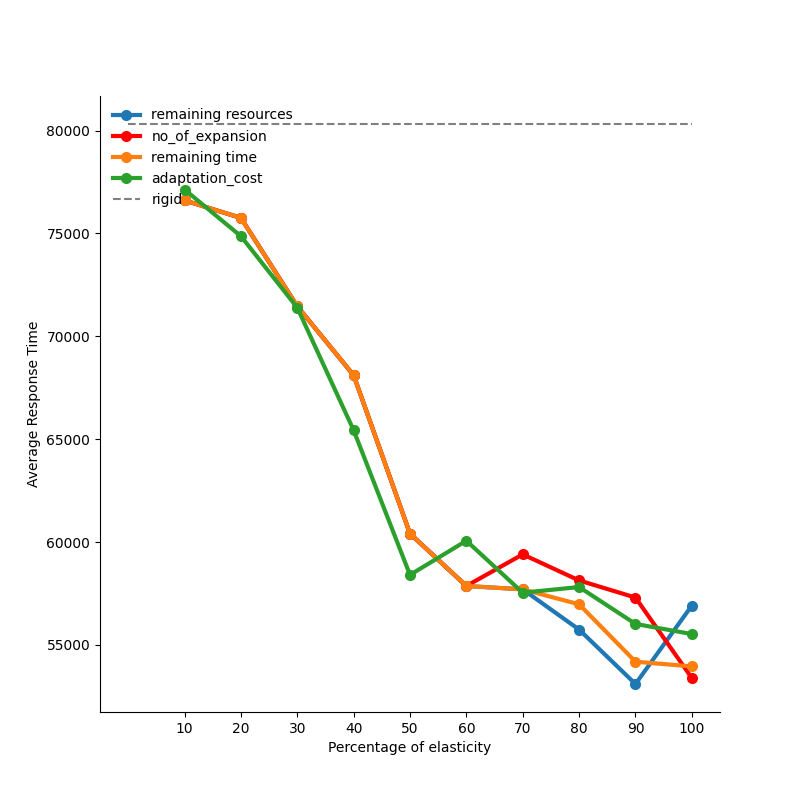 remaining resources
no_of_expansion
remaining time
adaptation_cost
rigid
80000
75000
70000
65000
60000
55000
Average Response Time
10 20 30 40 50 60 70 80 90 100
Percentage of elasticity